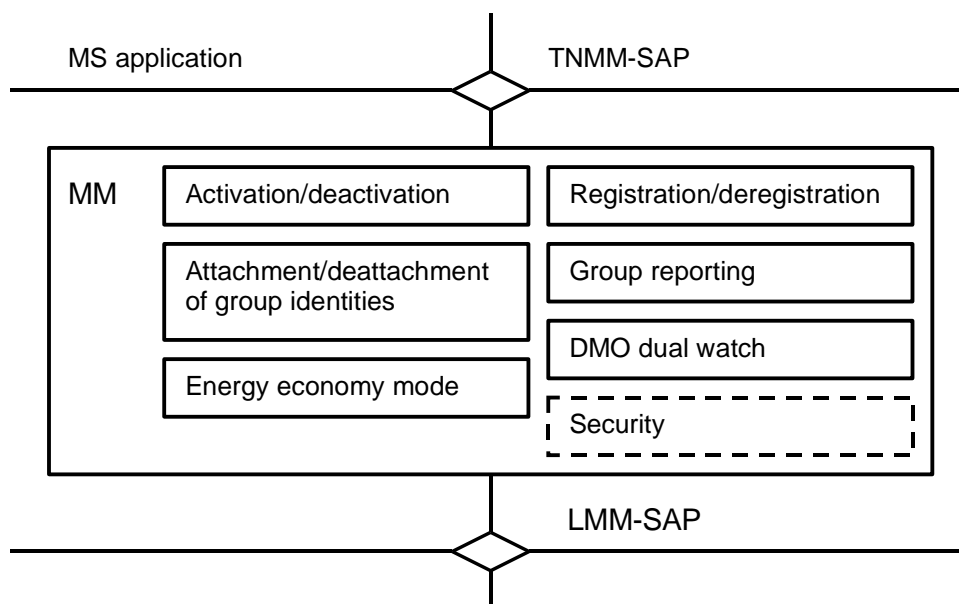 MS application
TNMM-SAP
MM
Activation/deactivation
Registration/deregistration
Attachment/deattachment
of group identities
Group reporting
DMO dual watch
Energy economy mode
Security
LMM-SAP